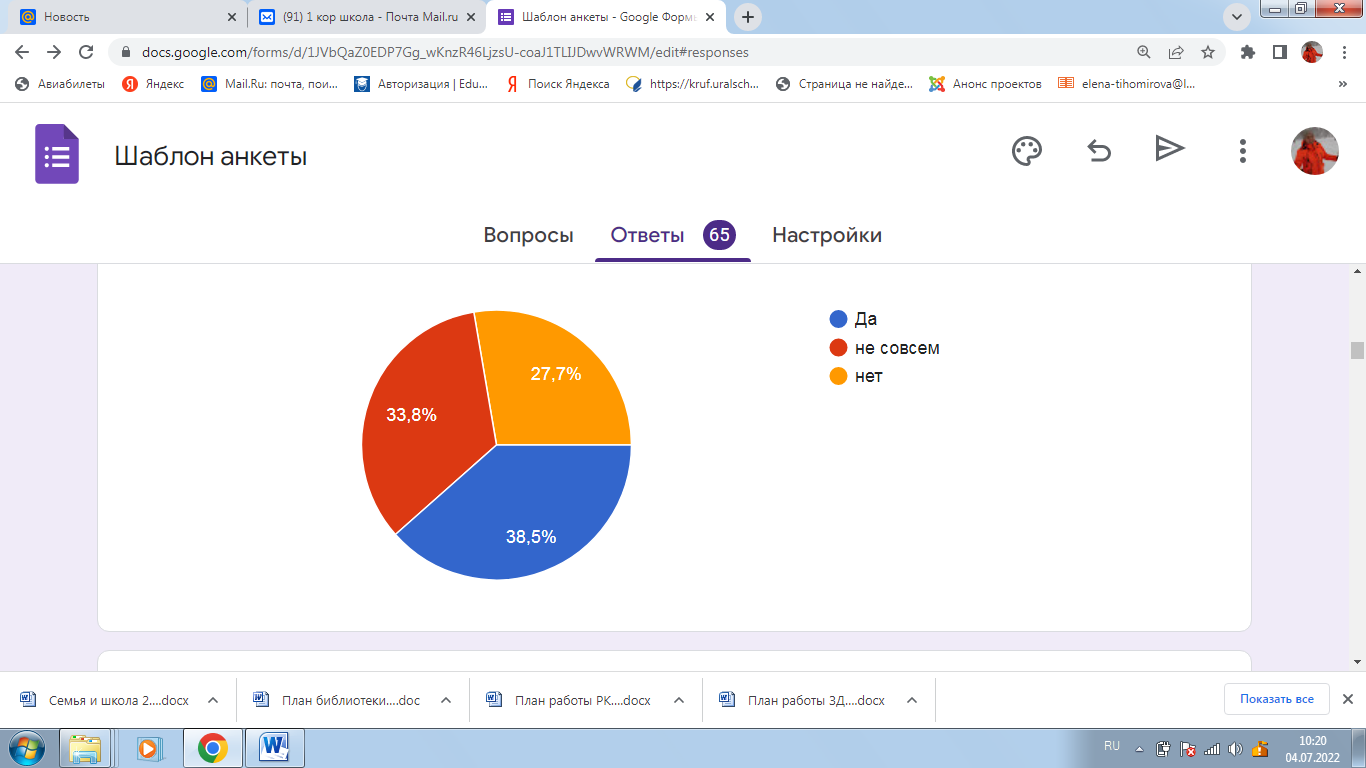 Новость
(91) 1 кор школа - Почта Mail.ru
Шаблон анкеты - Google Форм
docs.google.com/forms/d/1JVbQaZ0EDP7Gg_wKnzR46LjzsU-coaJ1TLIJDwvWRWM/edit#responses
Авиабилеты
Яндекс
Mail.Ru: почта, пои...
Авторизация | Edu...
Поиск Яндекса
https://kruf.uralsch...
Страница не найде...
Анонс проектов
elena-tihomirova@l...
»
Шаблон анкеты
Вопросы
Ответы 65
Настройки
27,7%
33,8%
38,5%
Да
не совсем
нет
Семья и школа 2....docx
План библиотеки....doc
План работы РК....docx
План работы ЗД....docx
Показать все
RU
10:20
04.07.2022